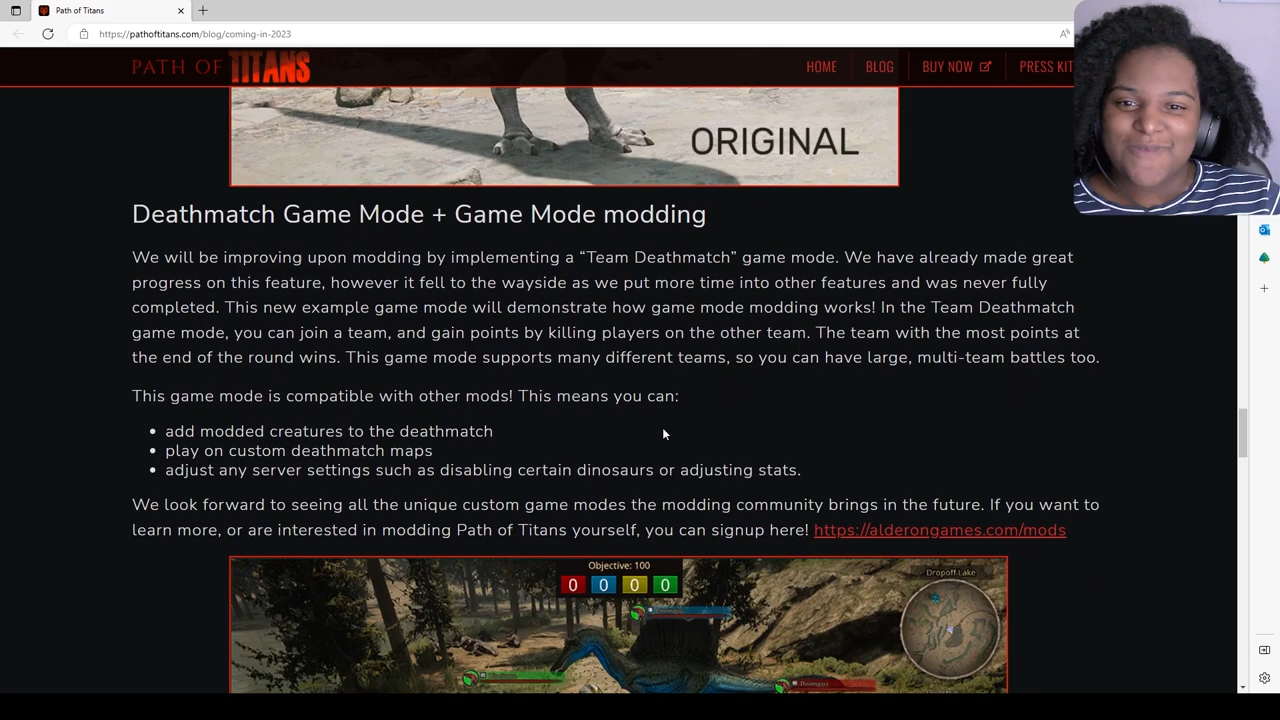 Path of Titans
https://pathoftitans.com/blog/coming-in-2023
PATH OF TITANS
HOME
BLOG
BUY NOW
PRESS KIT
ORIGINAL
Deathmatch Game Mode + Game Mode modding
We will be improving upon modding by implementing a “Team Deathmatch” game mode. We have already made great
progress on this feature, however it fell to the wayside as we put more time into other features and was never fully
completed. This new example game mode will demonstrate how game mode modding works! In the Team Deathmatch
game mode, you can join a team, and gain points by killing players on the other team. The team with the most points at
the end of the round wins. This game mode supports many different teams, so you can have large, multi-team battles too.
This game mode is compatible with other mods! This means you can:
add modded creatures to the deathmatch
play on custom deathmatch maps
adjust any server settings such as disabling certain dinosaurs or adjusting stats.
We look forward to seeing all the unique custom game modes the modding community brings in the future. If you want to
learn more, or are interested in modding Path of Titans yourself, you can signup here! https://alderongames.com/mods
Objective: 100
0 0 0 0
Dropoff Lake